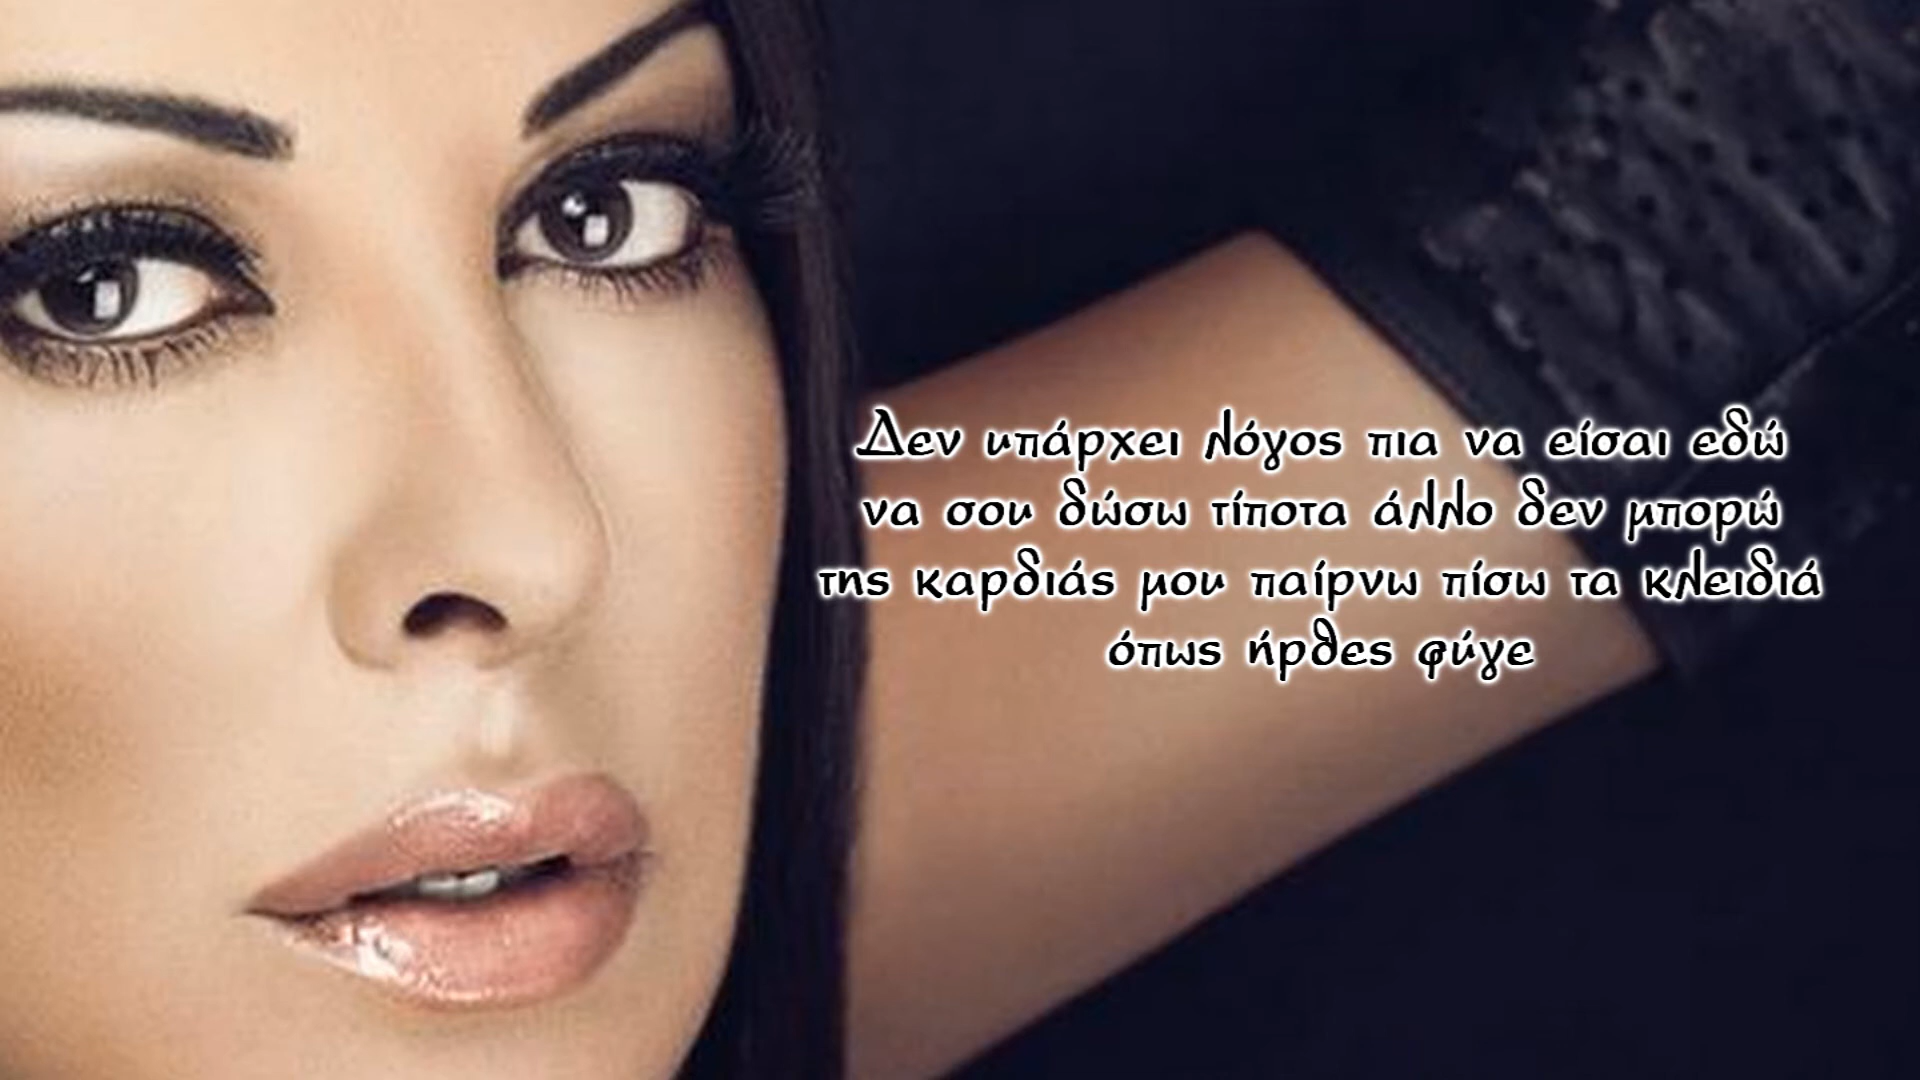 Δεν υπάρχει λόγος πια να είσαι εδώ
να σου δώσω τίποτα άλλο δεν μπορώ
της καρδιάς μου παίρνω πίσω τα κλειδιά
όπως ήρθες φύγε